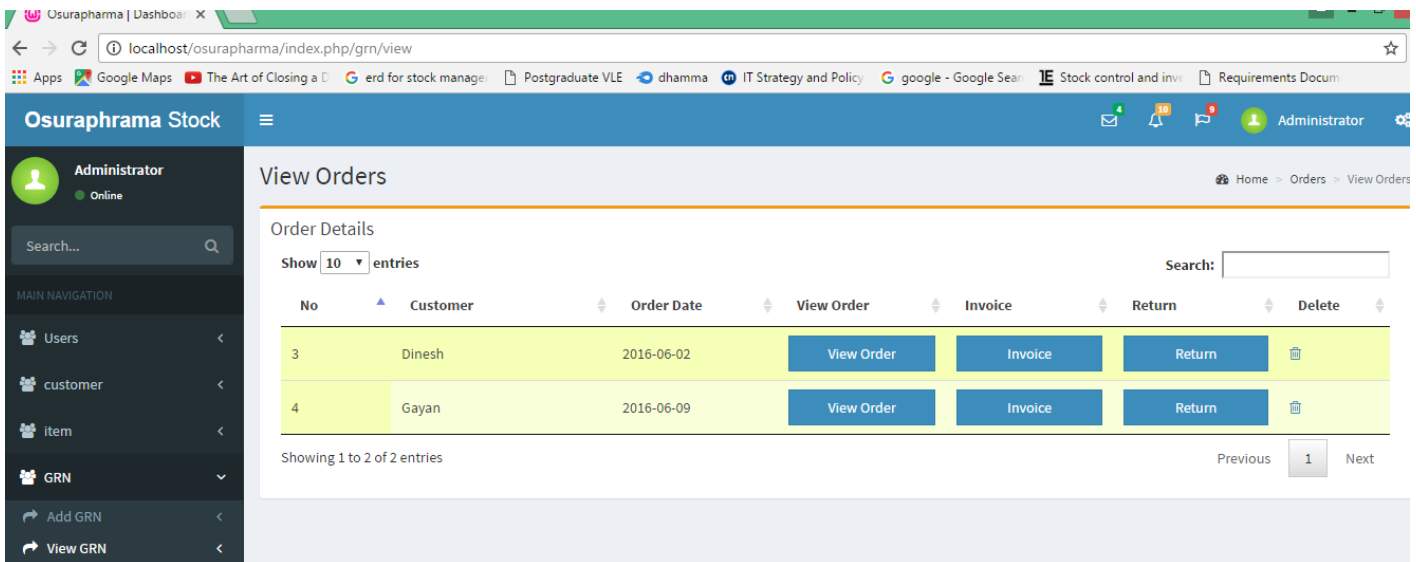 Osurapharma | Dashboar
localhost/osurapharma/index.php/grn/view
Apps Google Maps The Art of Closing a D erd for stock manage Postgraduate VLE dhamma IT Strategy and Policy google - Google Sear Stock control and inve Requirements Docum
Osuraphrama Stock
4 10 9 Administrator
Administrator
Online
Search...
MAIN NAVIGATION
Users
customer
item
GRN
Add GRN
View GRN
View Orders
Home > Orders > View Orders
Order Details
Show 10 entries Search:
No Customer Order Date View Order Invoice Return Delete
3 Dinesh 2016-06-02 View Order Invoice Return
4 Gayan 2016-06-09 View Order Invoice Return
Showing 1 to 2 of 2 entries Previous 1 Next